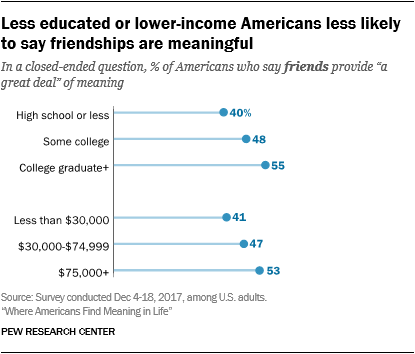 Less educated or lower-income Americans less likely
to say friendships are meaningful
In a closed-ended question, % of Americans who say friends provide “a
great deal” of meaning
High school or less 40%
Some college 48
College graduate+ 55
Less than $30,000 41
$30,000-$74,999 47
$75,000+ 53
Source: Survey conducted Dec 4-18, 2017, among U.S. adults.
“Where Americans Find Meaning in Life”
PEW RESEARCH CENTER